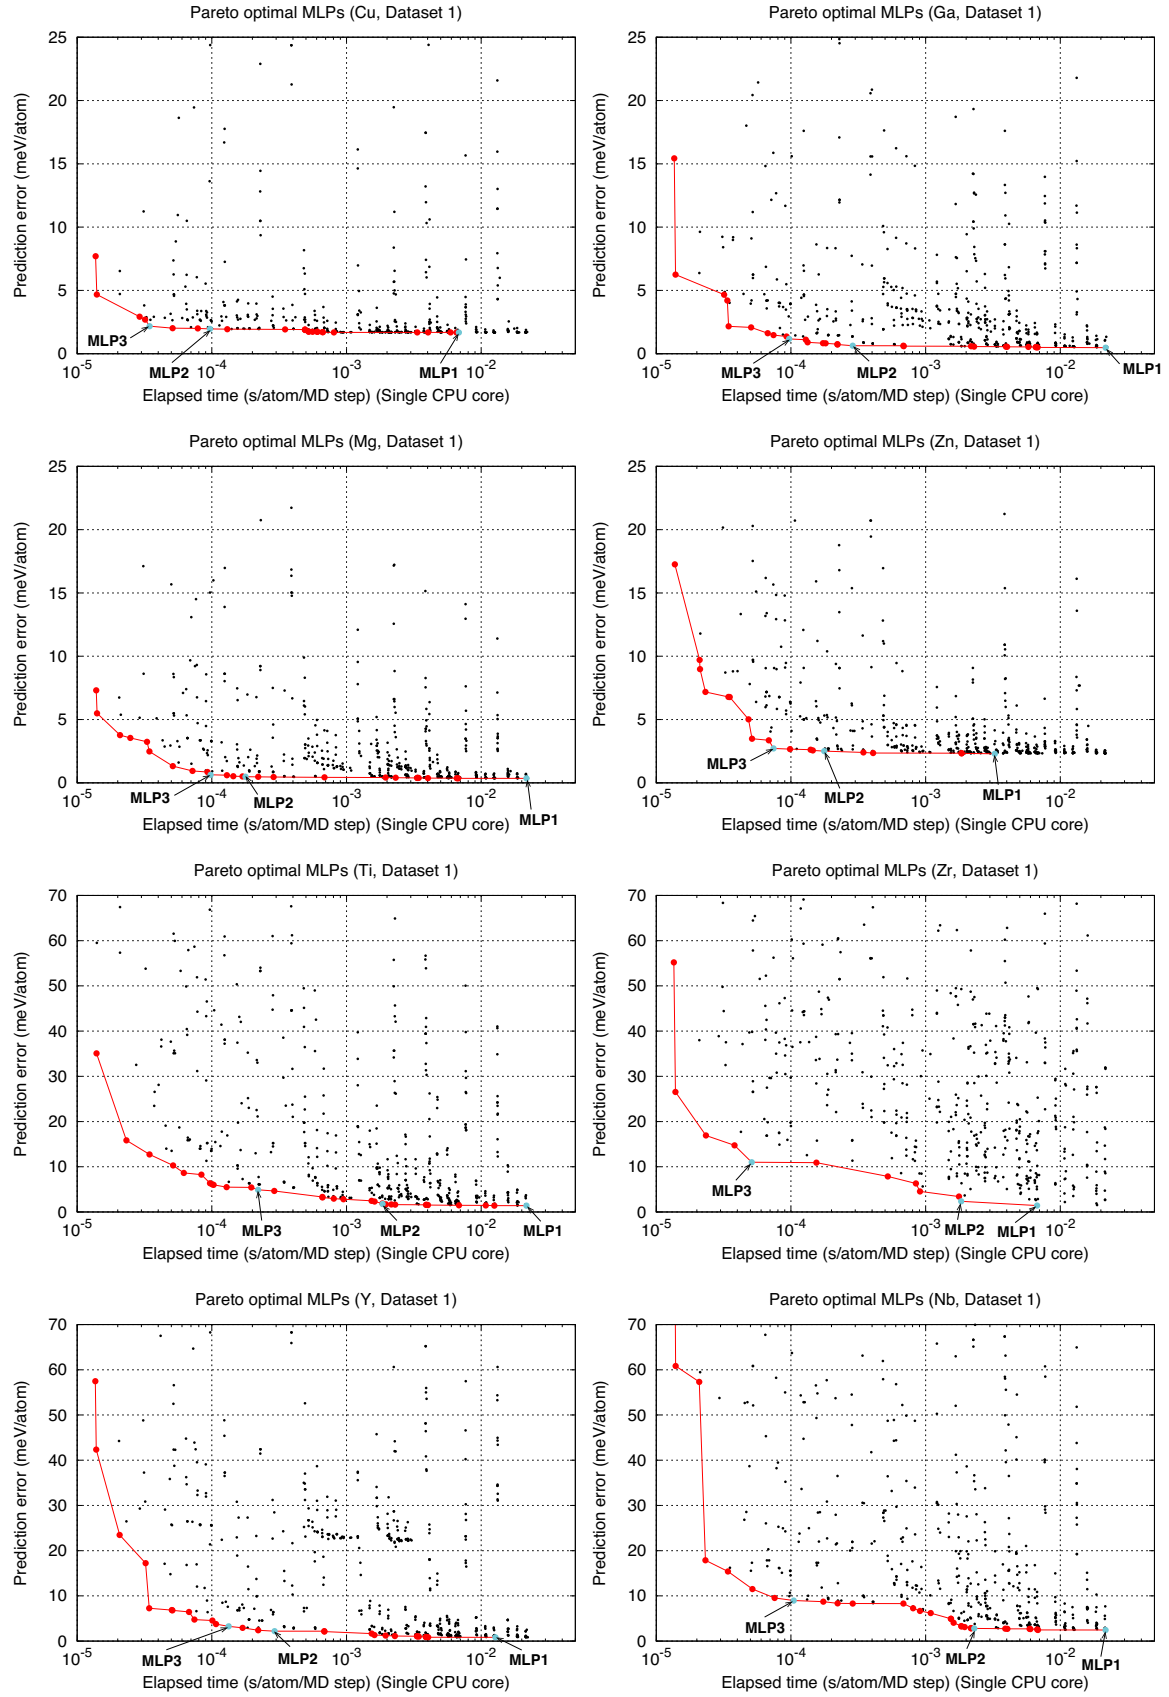 Pareto optimal MLPs (Cu, Dataset 1)
Prediction error (meV/atom)
25
20
15
10
5
0
MLP3
MLP2
MLP1
10-5
10-4
10-3
10-2
Elapsed time (s/atom/MD step) (Single CPU core)
Pareto optimal MLPs (Ga, Dataset 1)
Prediction error (meV/atom)
25
20
15
10
5
0
MLP3
MLP2
MLP1
10-5
10-4
10-3
10-2
Elapsed time (s/atom/MD step) (Single CPU core)
Pareto optimal MLPs (Mg, Dataset 1)
Prediction error (meV/atom)
25
20
15
10
5
0
10-5
10-4
10-3
10-2
MLP3
MLP2
MLP1
Elapsed time (s/atom/MD step) (Single CPU core)
Pareto optimal MLPs (Zn, Dataset 1)
Prediction error (meV/atom)
25
20
15
10
5
0
MLP3
MLP2
MLP1
10-5
10-4
10-3
10-2
Elapsed time (s/atom/MD step) (Single CPU core)
Pareto optimal MLPs (Ti, Dataset 1)
Prediction error (meV/atom)
70
60
50
40
30
20
10
0
10-5
10-4
10-3
10-2
MLP3
MLP2
MLP1
Elapsed time (s/atom/MD step) (Single CPU core)
Pareto optimal MLPs (Zr, Dataset 1)
Prediction error (meV/atom)
70
60
50
40
30
20
10
0
MLP3
MLP2
MLP1
10-5
10-4
10-3
10-2
Elapsed time (s/atom/MD step) (Single CPU core)
Pareto optimal MLPs (Y, Dataset 1)
Prediction error (meV/atom)
70
60
50
40
30
20
10
0
10-5
10-4
10-3
10-2
MLP3
MLP2
MLP1
Elapsed time (s/atom/MD step) (Single CPU core)
Pareto optimal MLPs (Nb, Dataset 1)
Prediction error (meV/atom)
70
60
50
40
30
20
10
0
MLP3
MLP2
MLP1
10-5
10-4
10-3
10-2
Elapsed time (s/atom/MD step) (Single CPU core)